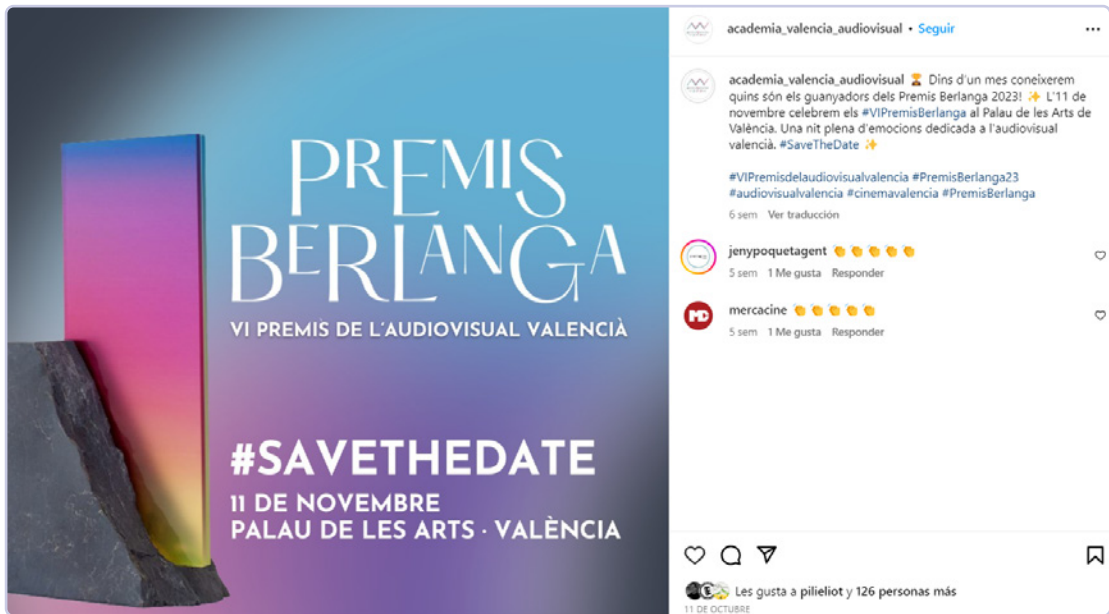 PREMIS
BERLANGA
VI PREMIS DE L'AUDIOVISUAL VALENCIÀ
#SAVETHEDATE
11 DE NOVEMBRE
PALAU DE LES ARTS · VALÈNCIA
academia_valencia_audiovisual • Seguir
academia_valencia_audiovisual ⌛ Dins d'un mes coneixerem
quins són els guanyadors dels Premis Berlanga 2023! ✨ L'11 de
novembre celebrem els #VIPremisBerlanga al Palau de les Arts de
València. Una nit plena d'emocions dedicada a l'audiovisual
valencià. #SaveTheDate ✨
#VIPremisdelaudiovisualvalencia #PremisBerlanga23
#audiovisualvalencia #cinemavalencia #PremisBerlanga
6 sem Ver traducción
jenypoquetagent 👏 👏 👏 👏 👏
5 sem 1 Me gusta Responder
mercacine 👏 👏 👏 👏 👏
5 sem 1 Me gusta Responder
Les gusta a pilieliot y 126 personas más
11 DE OCTUBRE